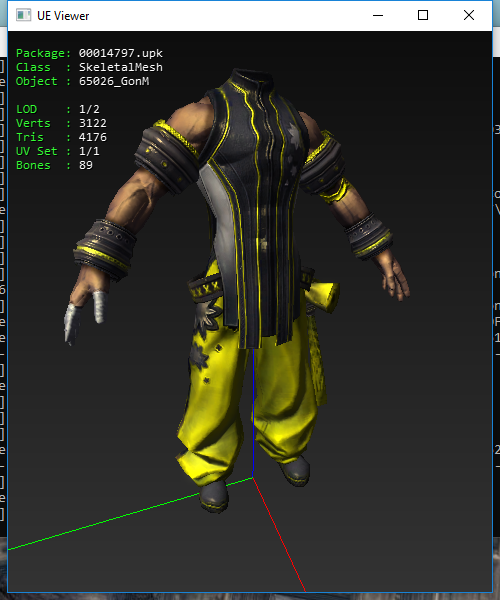 UE Viewer
Package: 00014797.upk
Class : SkeletalMesh
Object : 65026_GonM
LOD : 1/2
Verts : 3122
Tris : 4176
UV Set : 1/1
Bones : 89